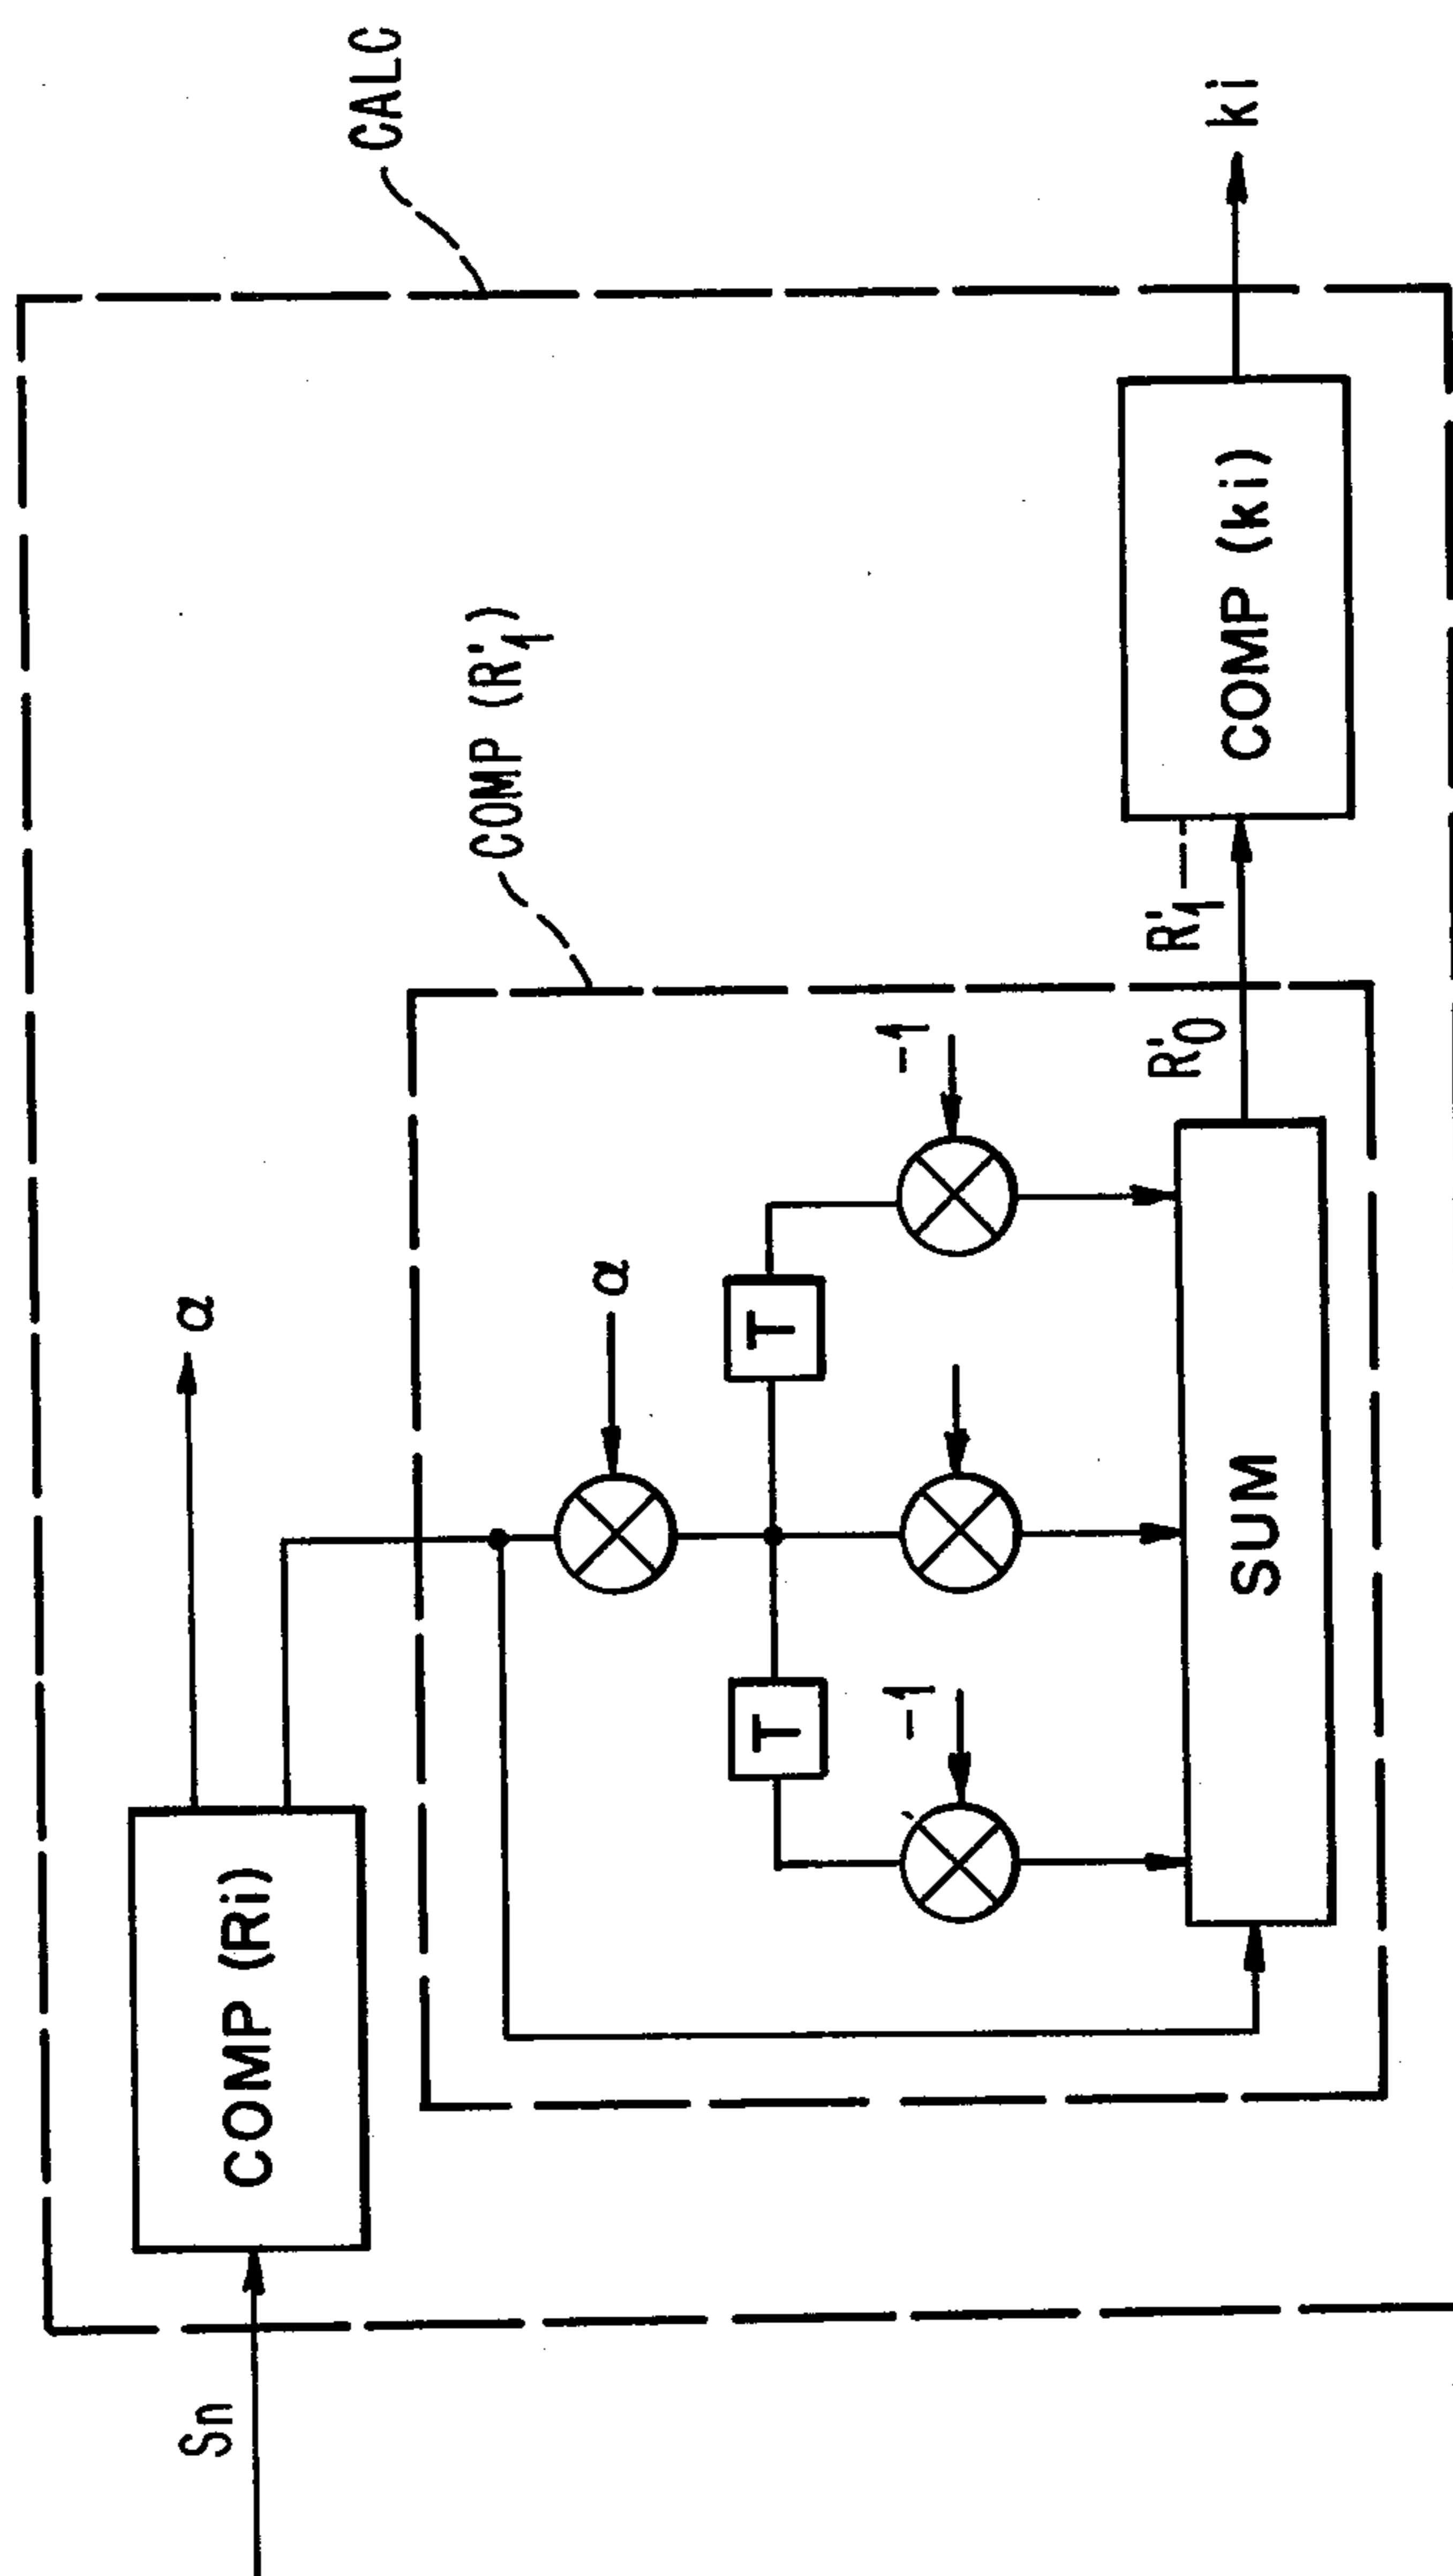 CALC
COMP (R'1)
α
COMP (Ri)
Sn
α
T
T
-1
-1
SUM
R'0
R'1---
COMP (ki)
ki